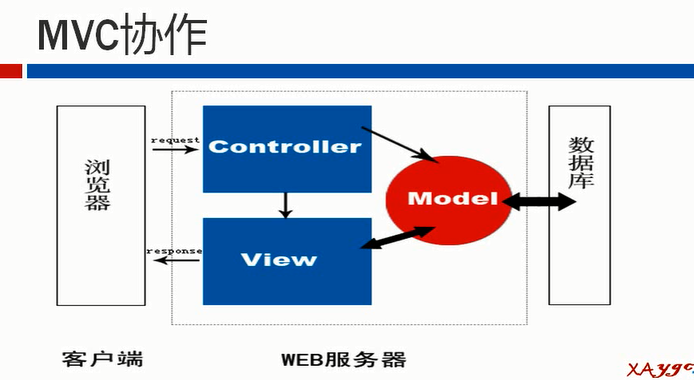 MVC协作
request
Controller
浏览器
数据库
Model
response
View
客户端
WEB服务器